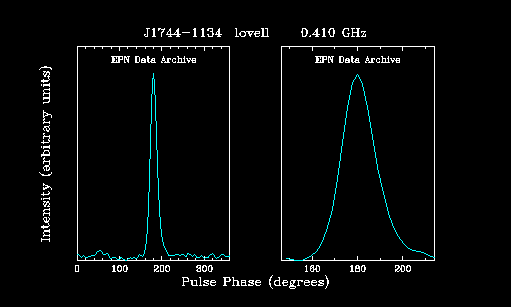 J1744-1134 lovell 0.410 GHz
EPN Data Archive
EPN Data Archive
Intensity (arbitrary units)
0 100 200 300
160 180 200
Pulse Phase (degrees)